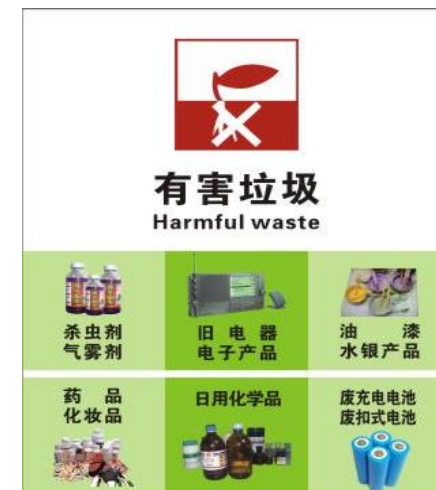 有害垃圾
Harmful waste
杀虫剂
气雾剂
旧电器
电子产品
油漆
水银产品
药品
化妆品
日用化学品
废充电电池
废扣式电池